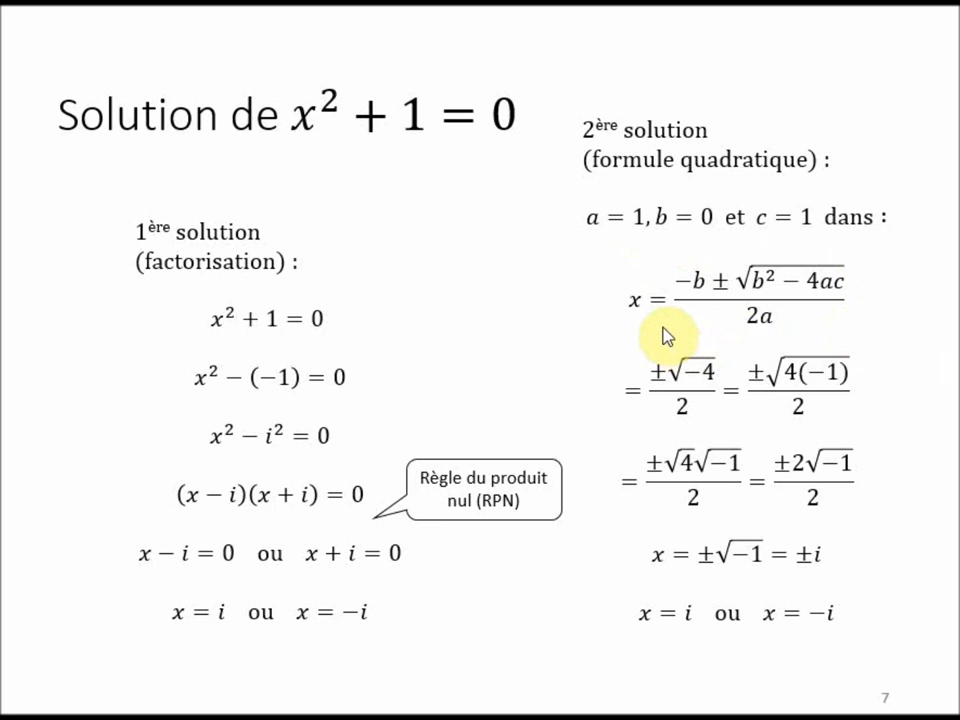 Solution de x² + 1 = 0
1ère solution
(factorisation) :
x² + 1 = 0
x² − (−1) = 0
x² − i² = 0
(x − i)(x + i) = 0
Règle du produit
nul (RPN)
x − i = 0 ou x + i = 0
x = i ou x = −i
2ère solution
(formule quadratique) :
a = 1, b = 0 et c = 1 dans :
x = (−b ± √(b² − 4ac)) / 2a
= ±√−4 / 2 = ±√(4(−1)) / 2
= ±√4√−1 / 2 = ±2√−1 / 2
x = ±√−1 = ±i
x = i ou x = −i
7